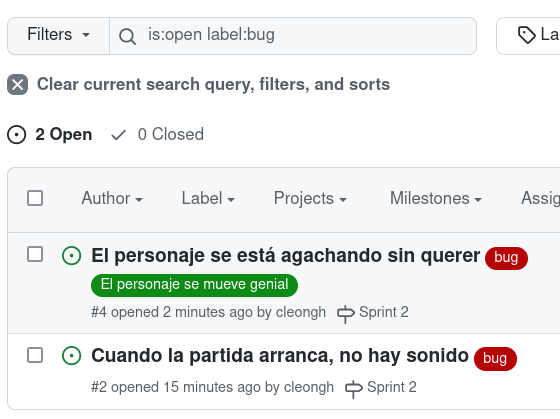 Filters is:open label:bug La
Clear current search query, filters, and sorts
2 Open 0 Closed
Author Label Projects Milestones Assig
El personaje se está agachando sin querer bug
El personaje se mueve genial
#4 opened 2 minutes ago by cleongh Sprint 2
Cuando la partida arranca, no hay sonido bug
#2 opened 15 minutes ago by cleongh Sprint 2